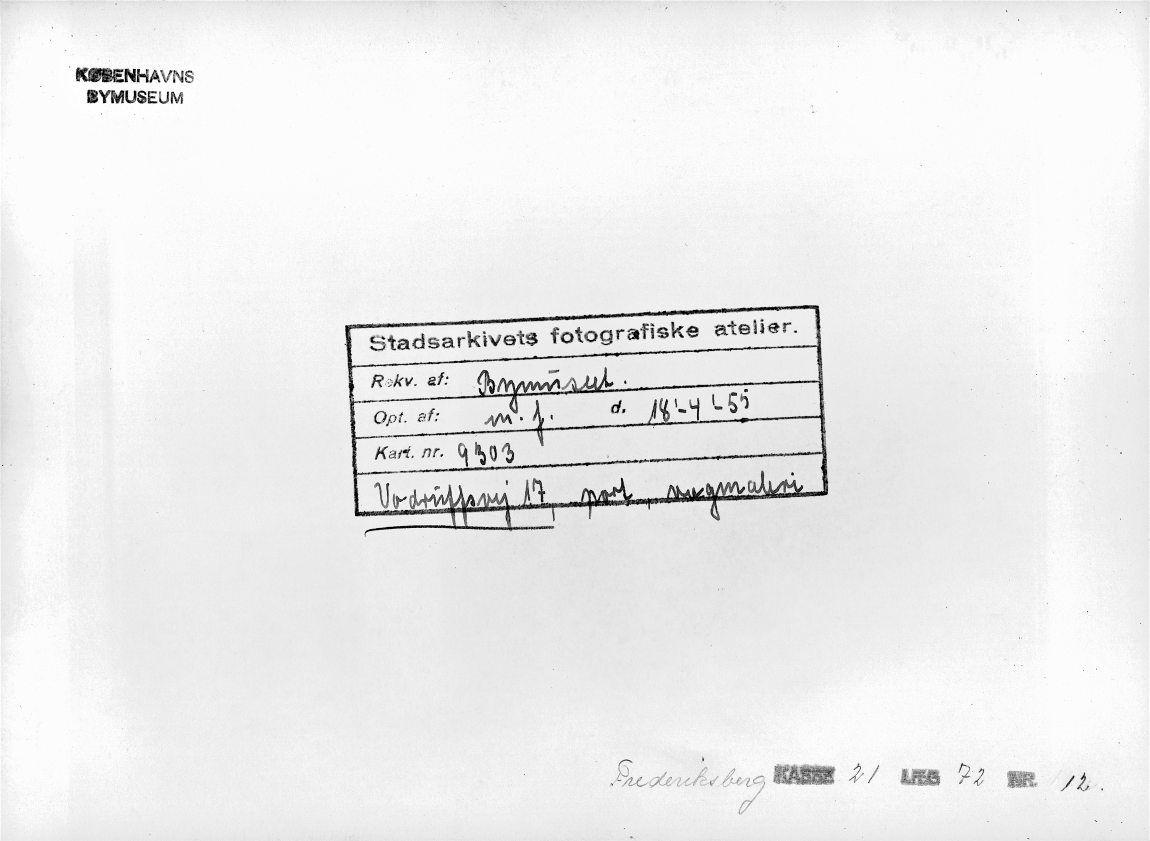 KØBENHAVNS
BYMUSEUM
Stadsarkivets fotografiske atelier.
Rekv. af: Bymuseet.
Opt. af: m. f. d. 18-4-55
Kart. nr. 9303
Vodroffsvej 17, port,
Frederiksberg KASSE 21 LÆG 72 NR. 12.